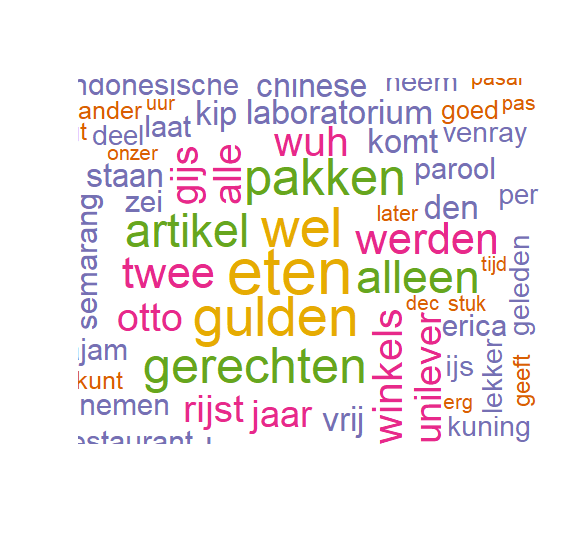 ndonesische chinese neem pasar
ander uur kip laboratorium goed pas
t deel laat wuh komt venray
onzer gijs alle pakken parool
staan zei per
semarang artikel wel later den
werden
twee eten alleen tijd geleden
otto gulden dec stuk
erica
ajam gerechten winkels unilever ijs lekker geeft
kunt
nemen rijst jaar vrij erg
kuning
estaurant